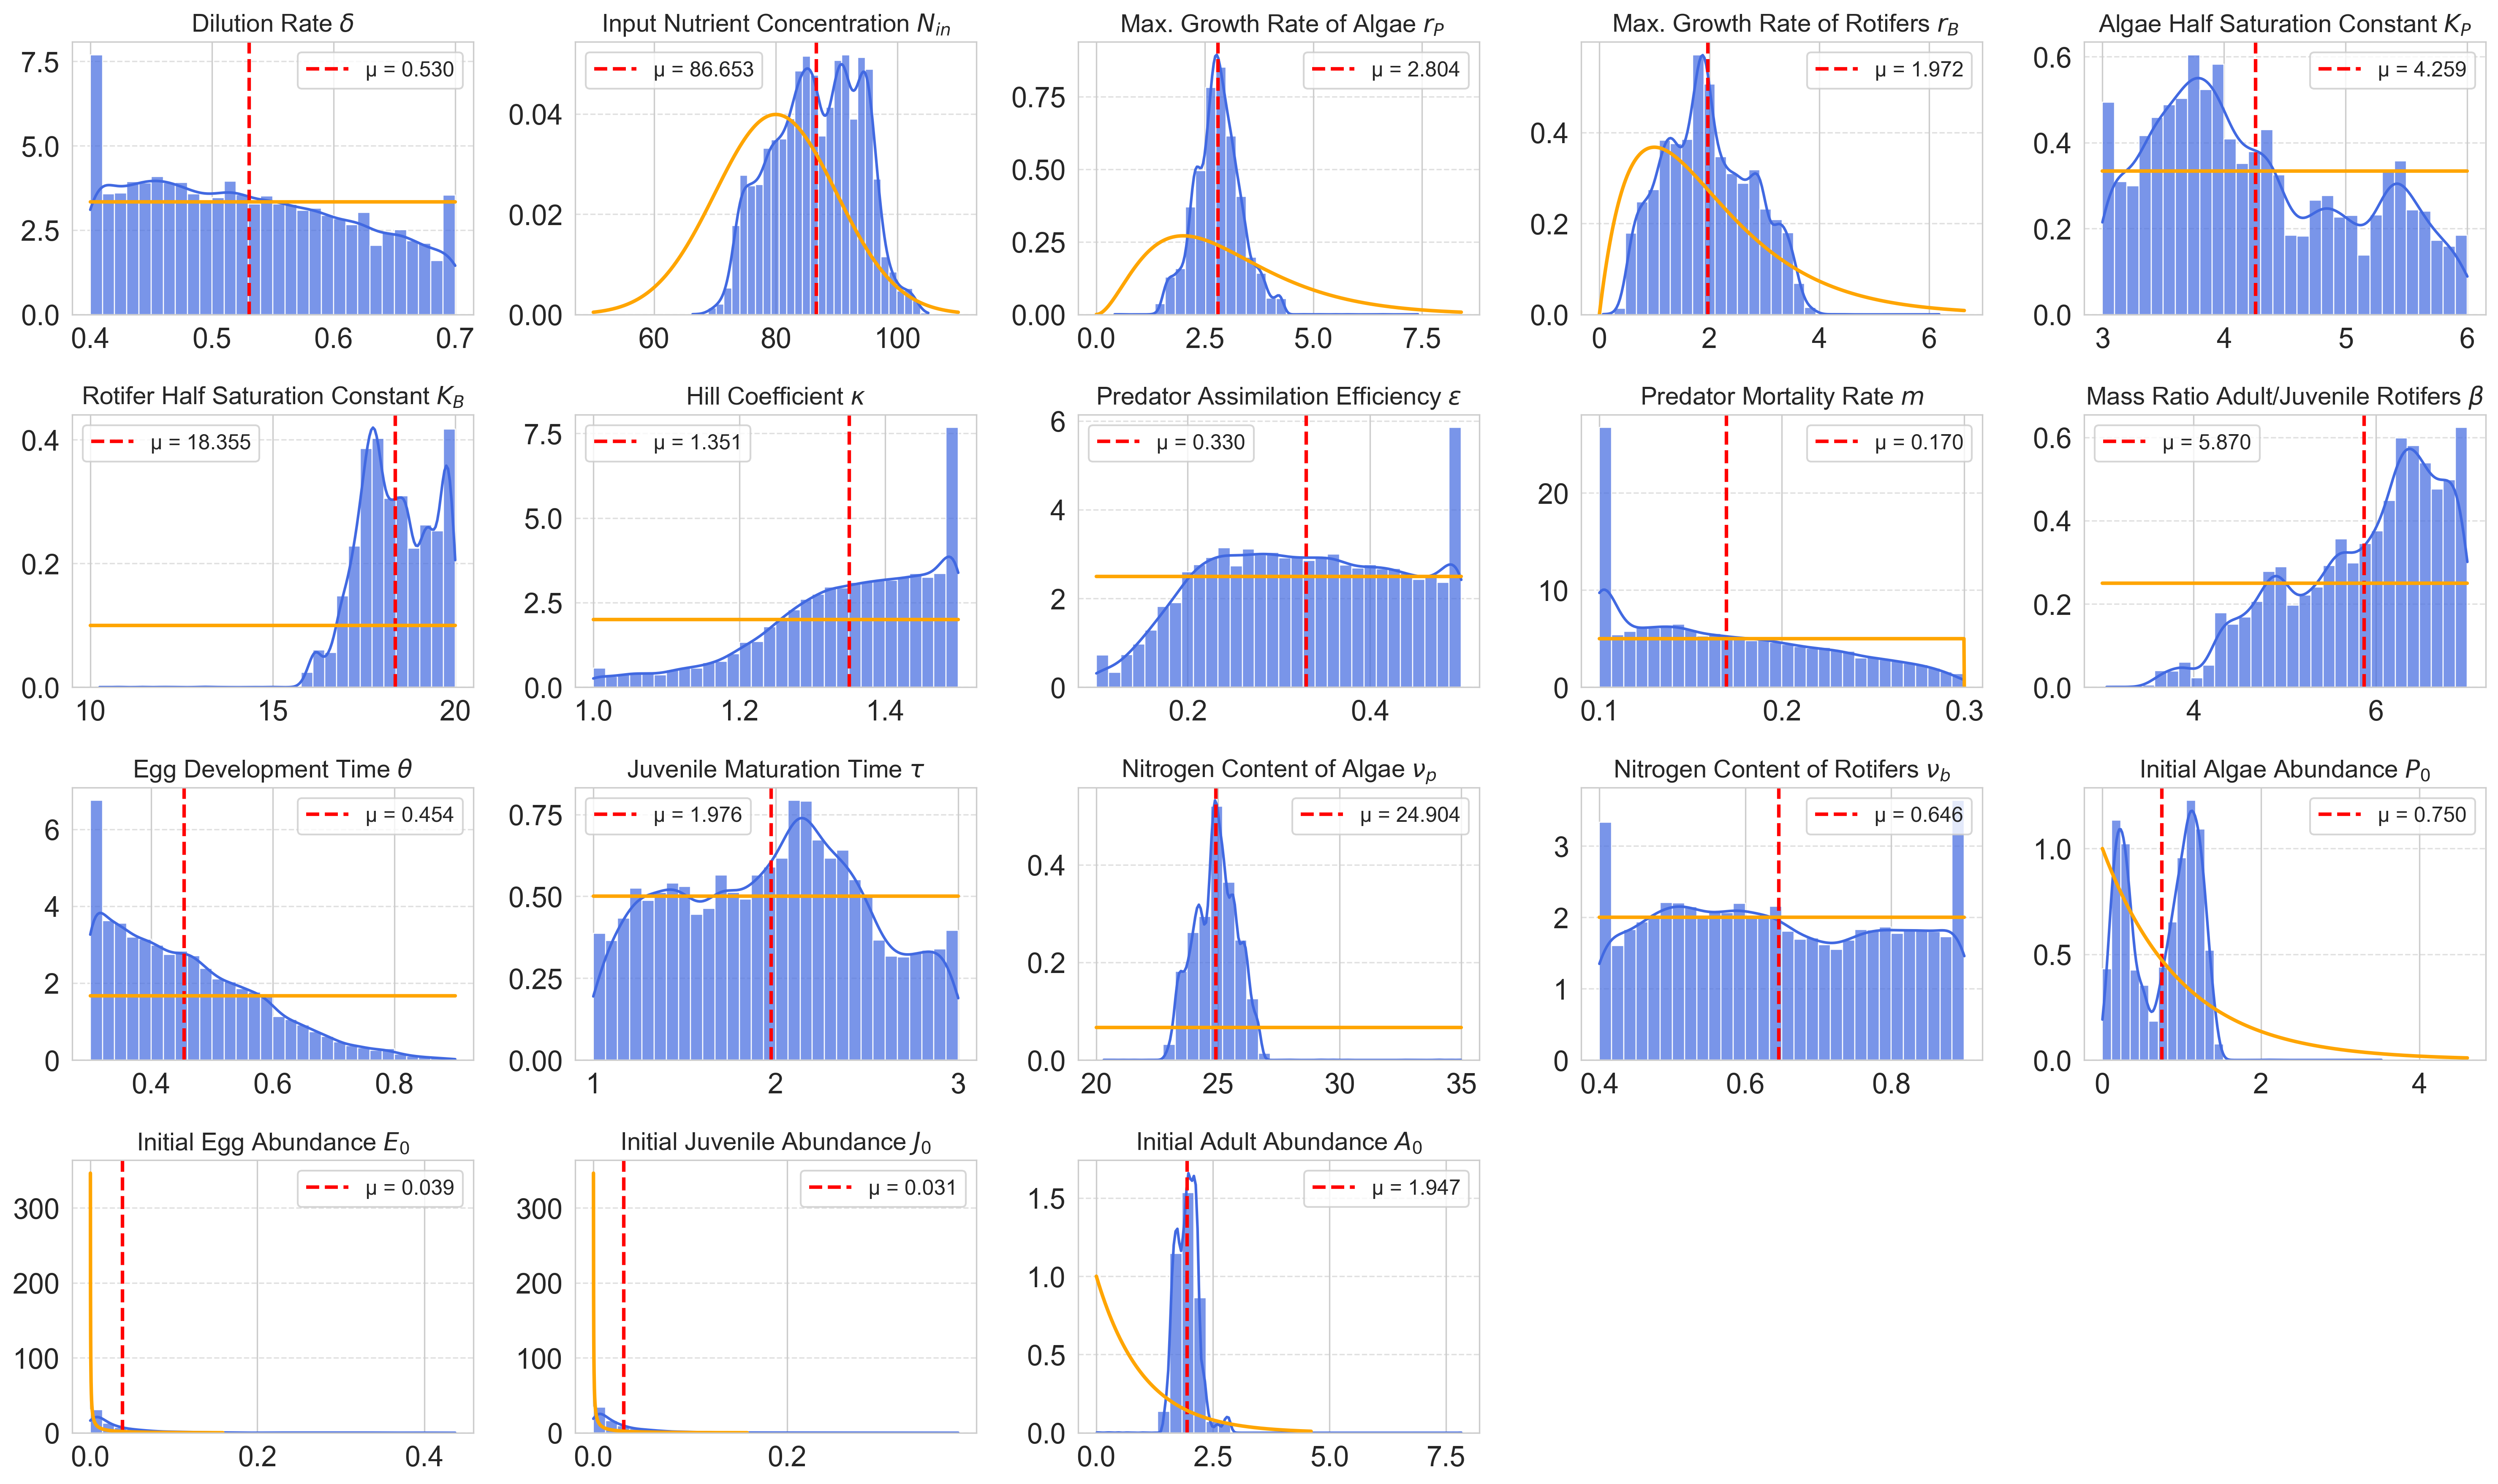 Dilution Rate δ
μ = 0.530
7.5
5.0
2.5
0.0
0.4 0.5 0.6 0.7
Input Nutrient Concentration N_in
μ = 86.653
0.04
0.02
0.00
60 80 100
Max. Growth Rate of Algae r_P
μ = 2.804
0.75
0.50
0.25
0.00
0.0 2.5 5.0 7.5
Max. Growth Rate of Rotifers r_B
μ = 1.972
0.4
0.2
0.0
0 2 4 6
Algae Half Saturation Constant K_P
μ = 4.259
0.6
0.4
0.2
0.0
3 4 5 6
Rotifer Half Saturation Constant K_B
μ = 18.355
0.4
0.2
0.0
10 15 20
Hill Coefficient κ
μ = 1.351
7.5
5.0
2.5
0.0
1.0 1.2 1.4
Predator Assimilation Efficiency ε
μ = 0.330
6
4
2
0
0.2 0.4
Predator Mortality Rate m
μ = 0.170
20
10
0
0.1 0.2 0.3
Mass Ratio Adult/Juvenile Rotifers β
μ = 5.870
0.6
0.4
0.2
0.0
4 6
Egg Development Time θ
μ = 0.454
6
4
2
0
0.4 0.6 0.8
Juvenile Maturation Time τ
μ = 1.976
0.75
0.50
0.25
0.00
1 2 3
Nitrogen Content of Algae ν_p
μ = 24.904
0.4
0.2
0.0
20 25 30 35
Nitrogen Content of Rotifers ν_b
μ = 0.646
3
2
1
0
0.4 0.6 0.8
Initial Algae Abundance P_0
μ = 0.750
1.0
0.5
0.0
0 2 4
Initial Egg Abundance E_0
μ = 0.039
300
200
100
0
0.0 0.2 0.4
Initial Juvenile Abundance J_0
μ = 0.031
300
200
100
0
0.0 0.2
Initial Adult Abundance A_0
μ = 1.947
1.5
1.0
0.5
0.0
0.0 2.5 5.0 7.5